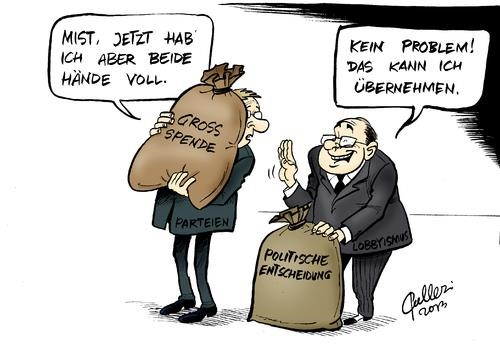 MIST, JETZT HAB'
ICH ABER BEIDE
HÄNDE VOLL.
KEIN PROBLEM!
DAS KANN ICH
ÜBERNEHMEN.
GROSS
SPENDE
PARTEIEN
POLITISCHE
ENTSCHEIDUNG
LOBBYISMUS
2013